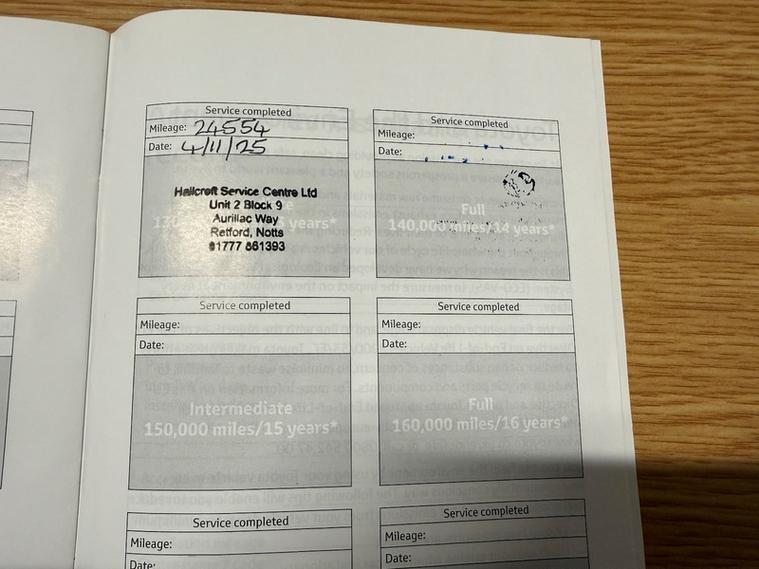 Service completed
Mileage: 24554
Date: 4/11/25
Hallcroft Service Centre Ltd
Unit 2 Block 9
Aurillac Way
Retford, Notts
01777 861393
Service completed
Mileage:
Date:
Full
140,000 miles/14 years*
Service completed
Mileage:
Date:
Intermediate
150,000 miles/15 years*
Service completed
Mileage:
Date:
Full
160,000 miles/16 years*
Service completed
Mileage:
Date:
Service completed
Mileage:
Date: